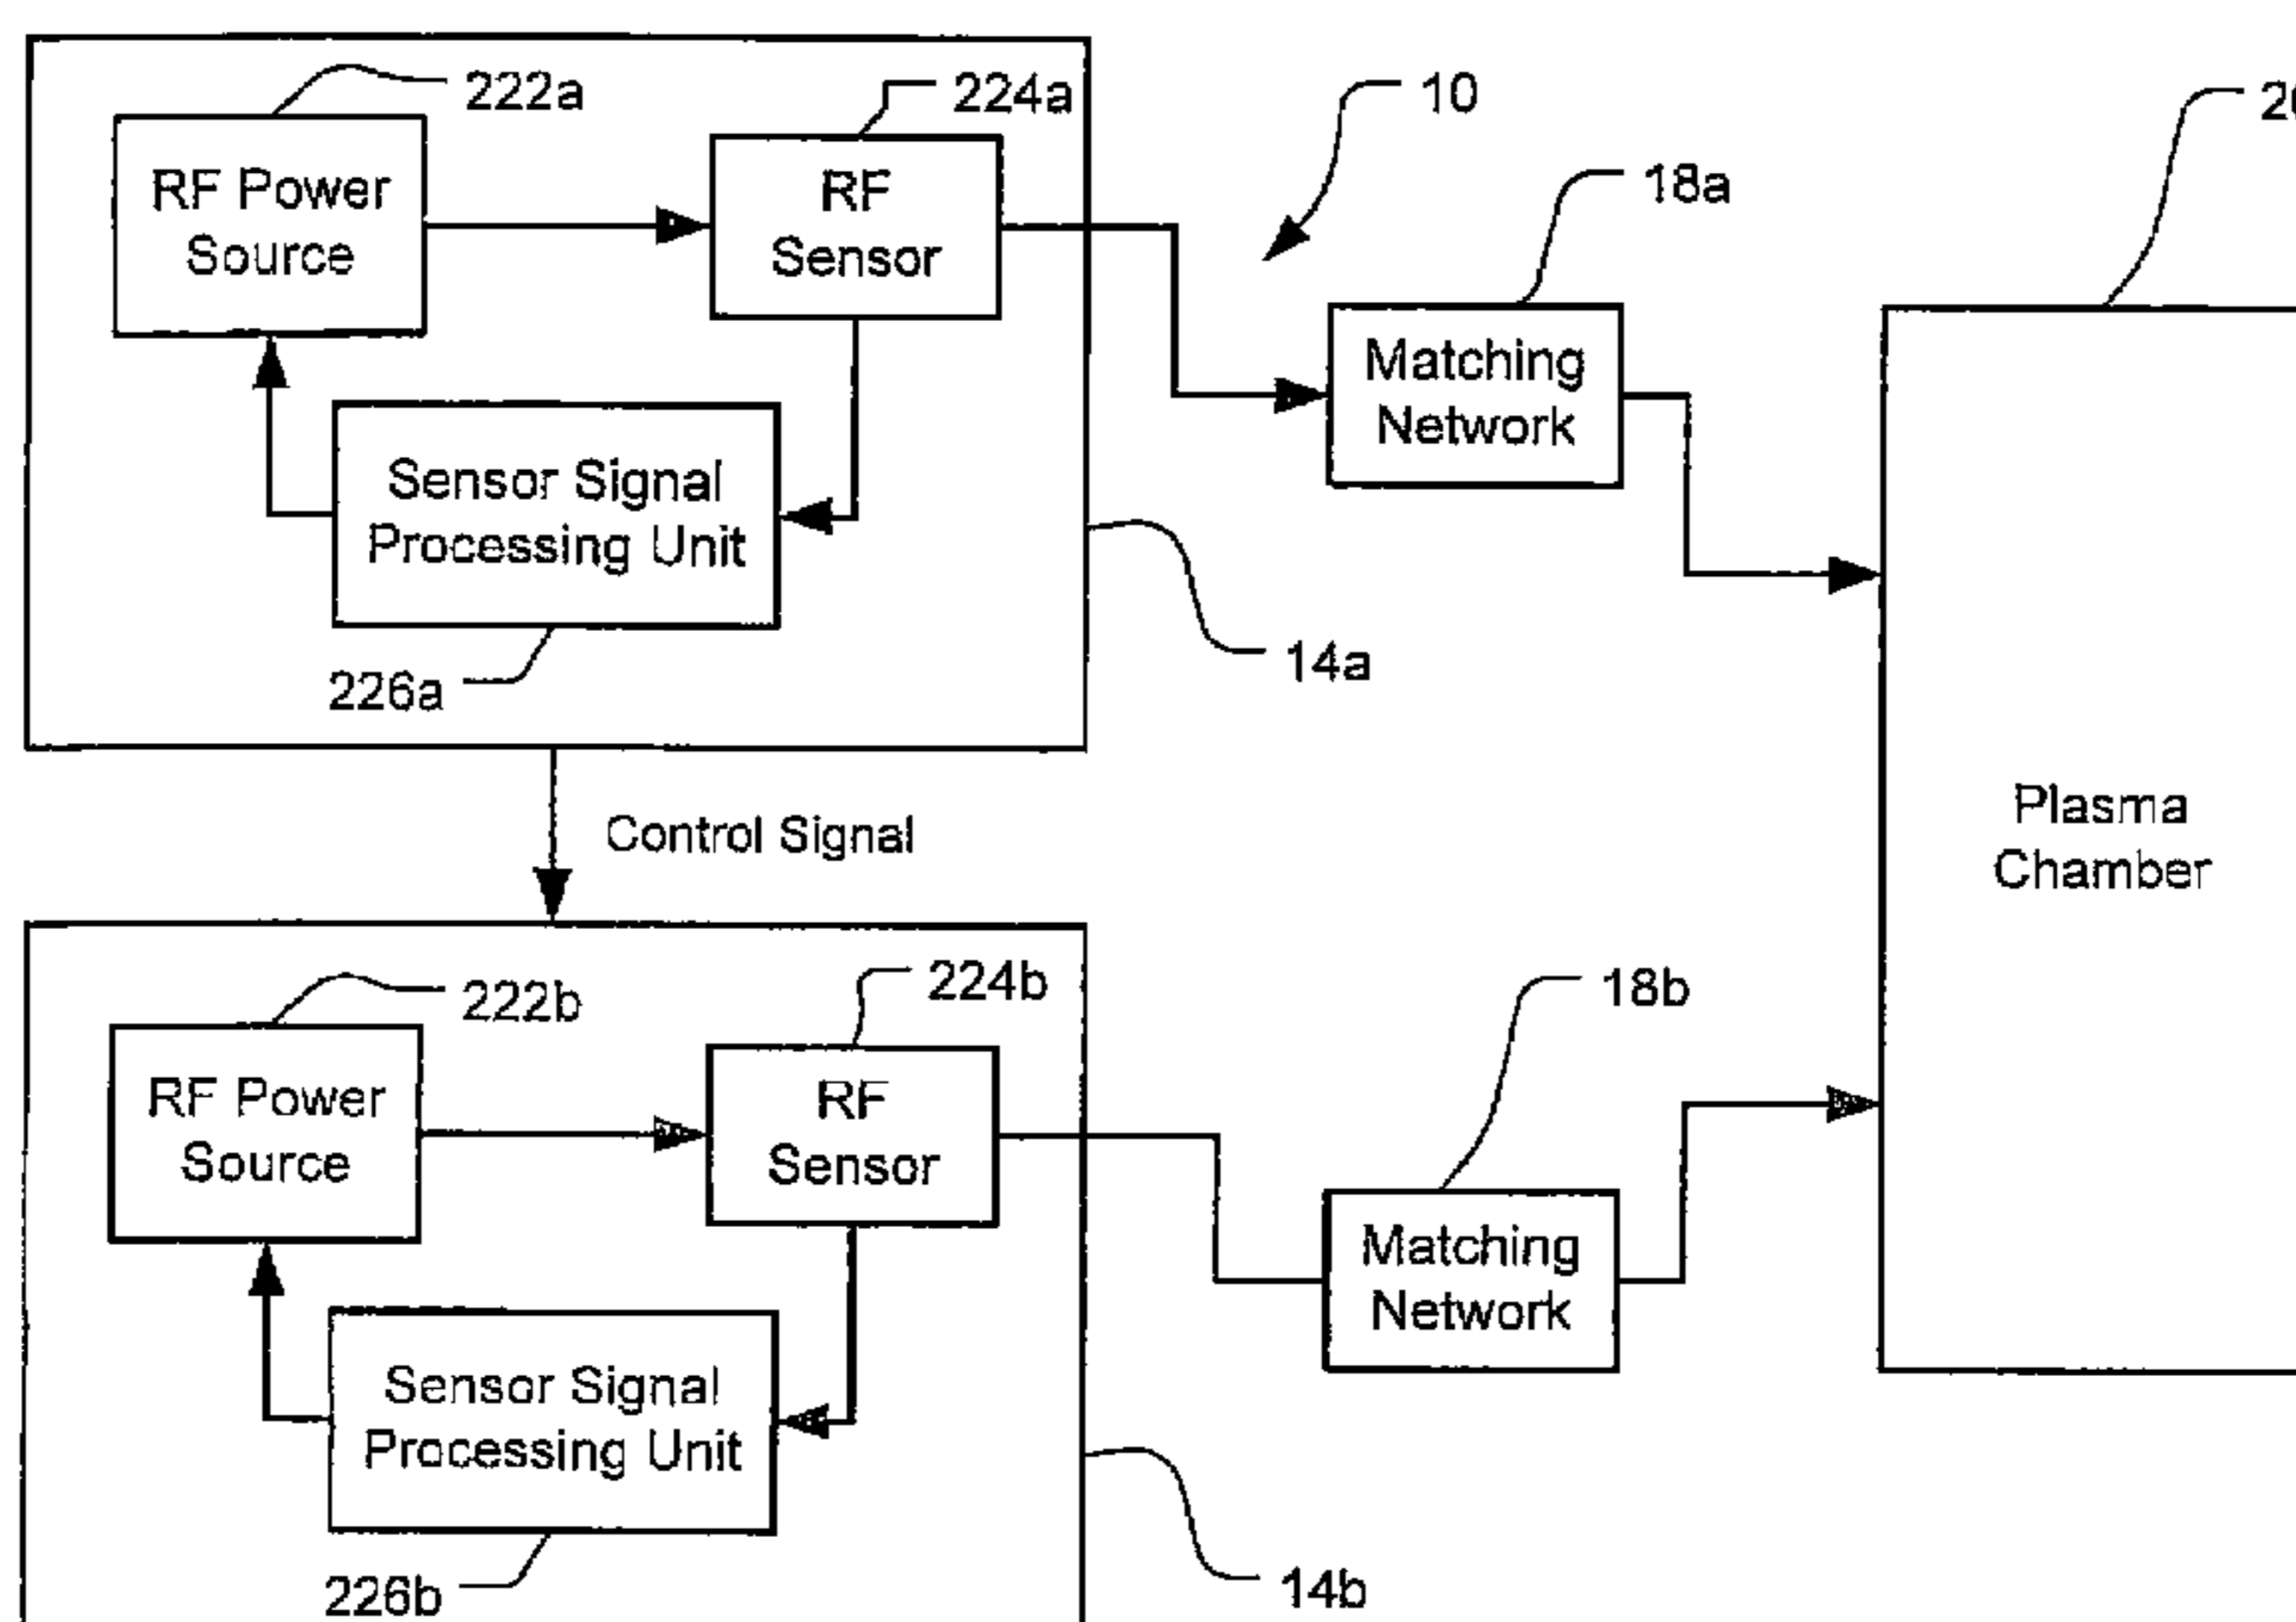 222a
224a
10
18a
RF Power
Source
RF
Sensor
Matching
Network
Sensor Signal
Processing Unit
226a
14a
Control Signal
Plasma
Chamber
222b
224b
18b
RF Power
Source
RF
Sensor
Matching
Network
Sensor Signal
Processing Unit
226b
14b